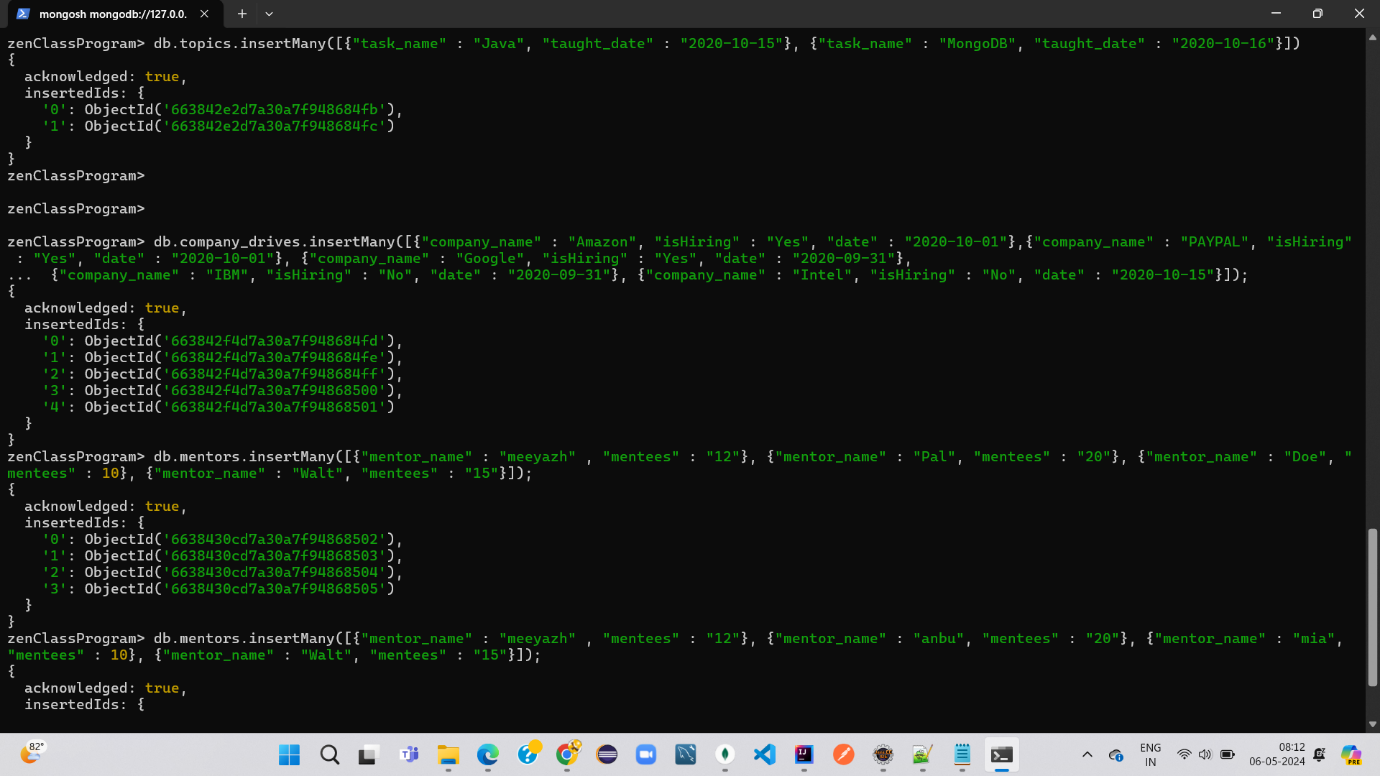 mongosh mongodb://127.0.0.
zenClassProgram> db.topics.insertMany([{"task_name" : "Java", "taught_date" : "2020-10-15"}, {"task_name" : "MongoDB", "taught_date" : "2020-10-16"}])
{
  acknowledged: true,
  insertedIds: {
    '0': ObjectId('663842e2d7a30a7f948684fb'),
    '1': ObjectId('663842e2d7a30a7f948684fc')
  }
}
zenClassProgram>
zenClassProgram>
zenClassProgram> db.company_drives.insertMany([{"company_name" : "Amazon", "isHiring" : "Yes", "date" : "2020-10-01"},{"company_name" : "PAYPAL", "isHiring"
 : "Yes", "date" : "2020-10-01"}, {"company_name" : "Google", "isHiring" : "Yes", "date" : "2020-09-31"},
...  {"company_name" : "IBM", "isHiring" : "No", "date" : "2020-09-31"}, {"company_name" : "Intel", "isHiring" : "No", "date" : "2020-10-15"}]);
{
  acknowledged: true,
  insertedIds: {
    '0': ObjectId('663842f4d7a30a7f948684fd'),
    '1': ObjectId('663842f4d7a30a7f948684fe'),
    '2': ObjectId('663842f4d7a30a7f948684ff'),
    '3': ObjectId('663842f4d7a30a7f94868500'),
    '4': ObjectId('663842f4d7a30a7f94868501')
  }
}
zenClassProgram> db.mentors.insertMany([{"mentor_name" : "meeyazh" , "mentees" : "12"}, {"mentor_name" : "Pal", "mentees" : "20"}, {"mentor_name" : "Doe", "
mentees" : 10}, {"mentor_name" : "Walt", "mentees" : "15"}]);
{
  acknowledged: true,
  insertedIds: {
    '0': ObjectId('6638430cd7a30a7f94868502'),
    '1': ObjectId('6638430cd7a30a7f94868503'),
    '2': ObjectId('6638430cd7a30a7f94868504'),
    '3': ObjectId('6638430cd7a30a7f94868505')
  }
}
zenClassProgram> db.mentors.insertMany([{"mentor_name" : "meeyazh" , "mentees" : "12"}, {"mentor_name" : "anbu", "mentees" : "20"}, {"mentor_name" : "mia",
"mentees" : 10}, {"mentor_name" : "Walt", "mentees" : "15"}]);
{
  acknowledged: true,
  insertedIds: {
82°
ENG
IN
08:12
06-05-2024
PRE